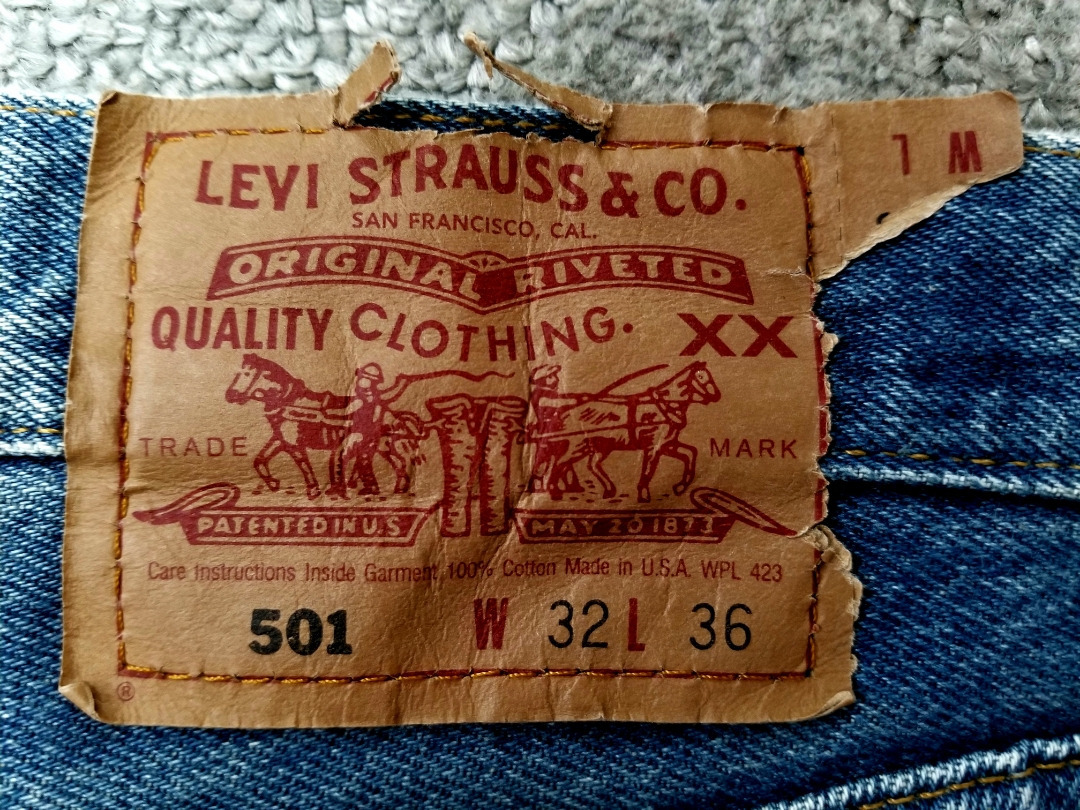 LEVI STRAUSS & CO.
SAN FRANCISCO, CAL.
ORIGINAL RIVETED
QUALITY CLOTHING. XX
TRADE MARK
PATENTED IN U.S MAY 20 1873
Care Instructions Inside Garment 100% Cotton Made in U.S.A. WPL 423
501 W 32 L 36
®
W L